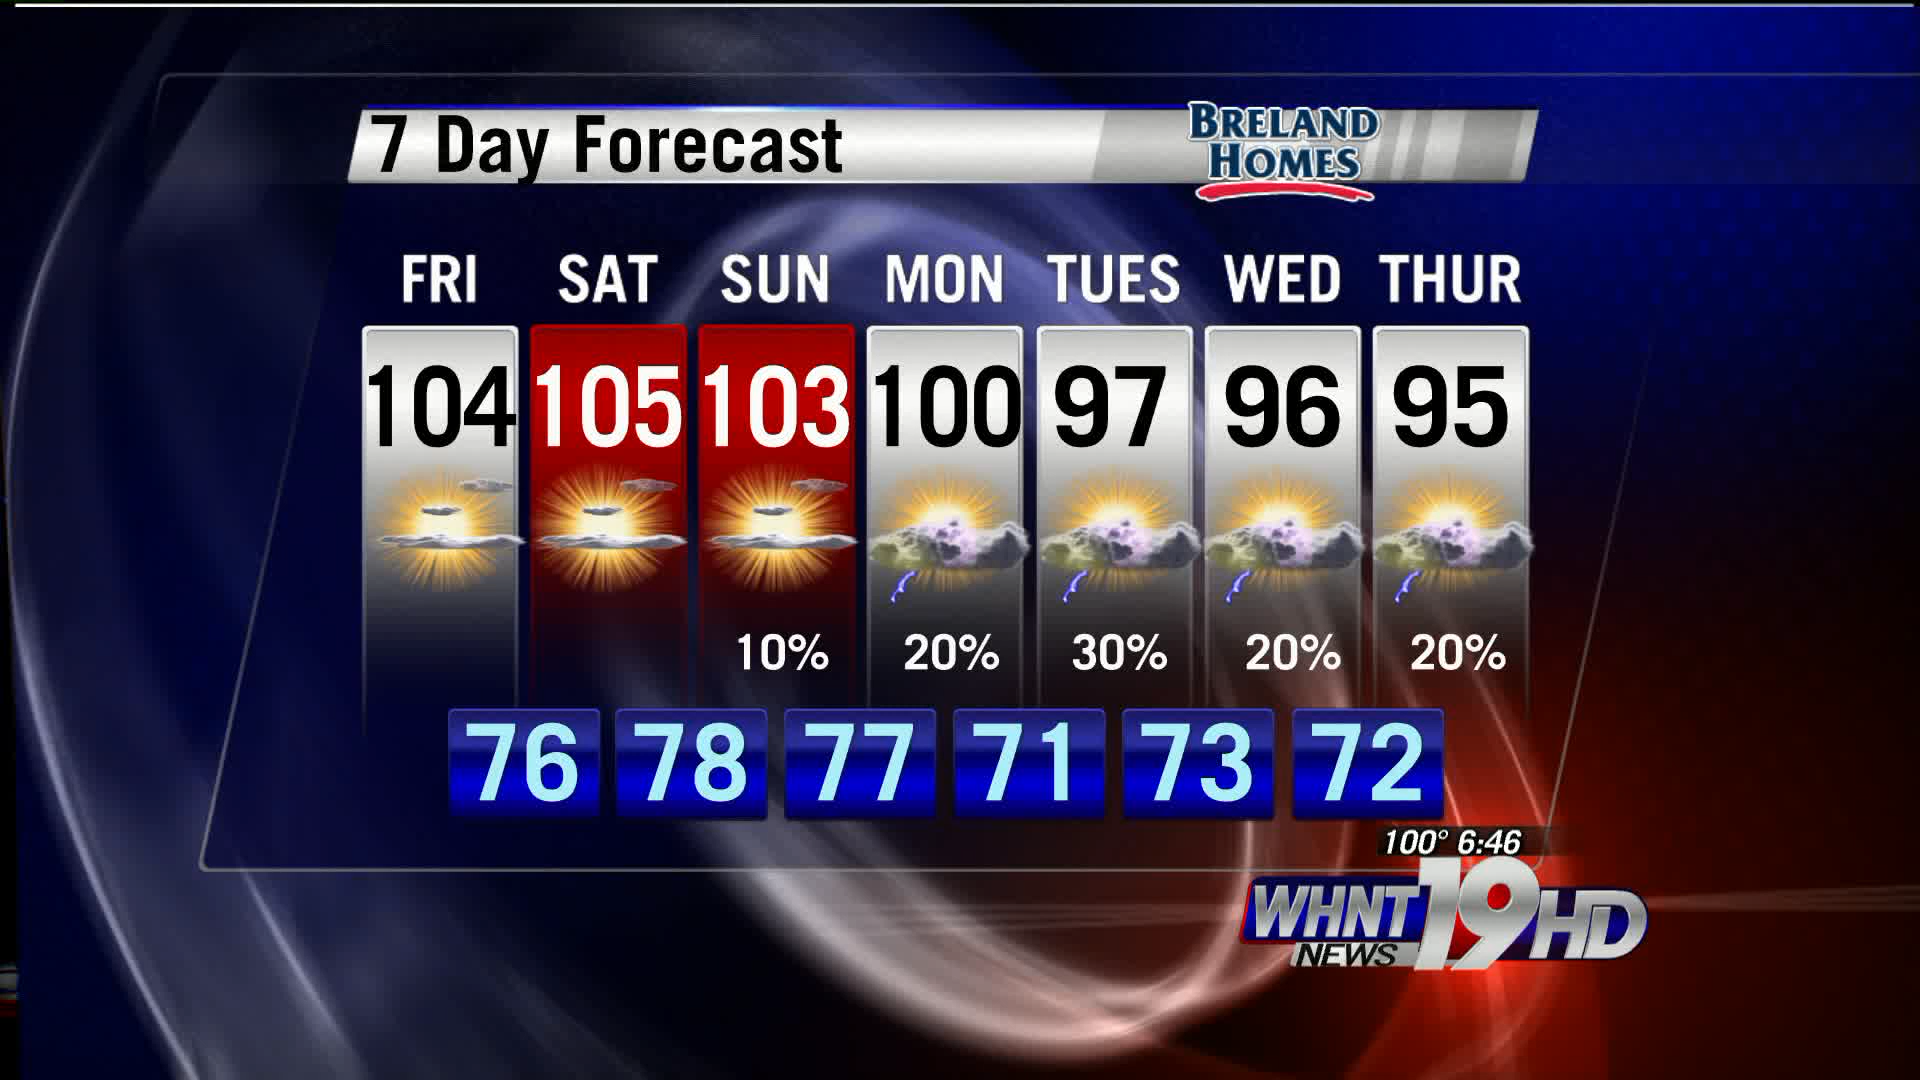 7 Day Forecast
BRELAND
HOMES
FRI SAT SUN MON TUES WED THUR
104 105 103 100 97 96 95
10% 20% 30% 20% 20%
76 78 77 71 73 72
100° 6:46
WHNT 19 HD
NEWS